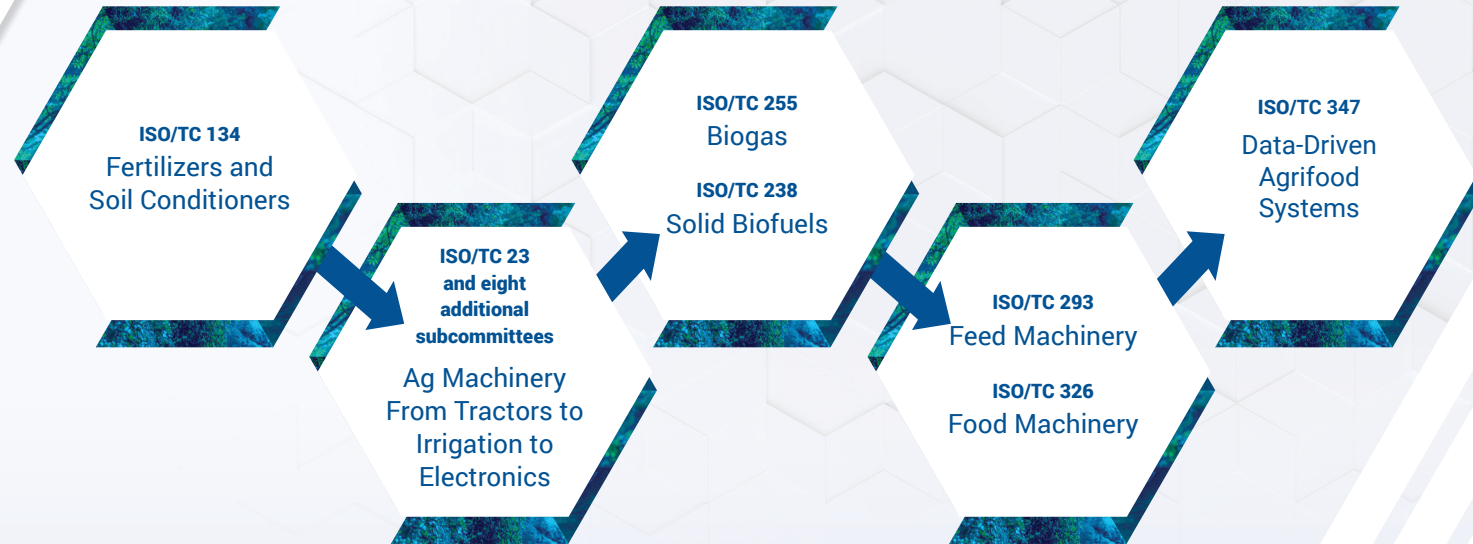 ISO/TC 134
Fertilizers and
Soil Conditioners
ISO/TC 23
and eight
additional
subcommittees
Ag Machinery
From Tractors to
Irrigation to
Electronics
ISO/TC 255
Biogas
ISO/TC 238
Solid Biofuels
ISO/TC 293
Feed Machinery
ISO/TC 326
Food Machinery
ISO/TC 347
Data-Driven
Agrifood
Systems